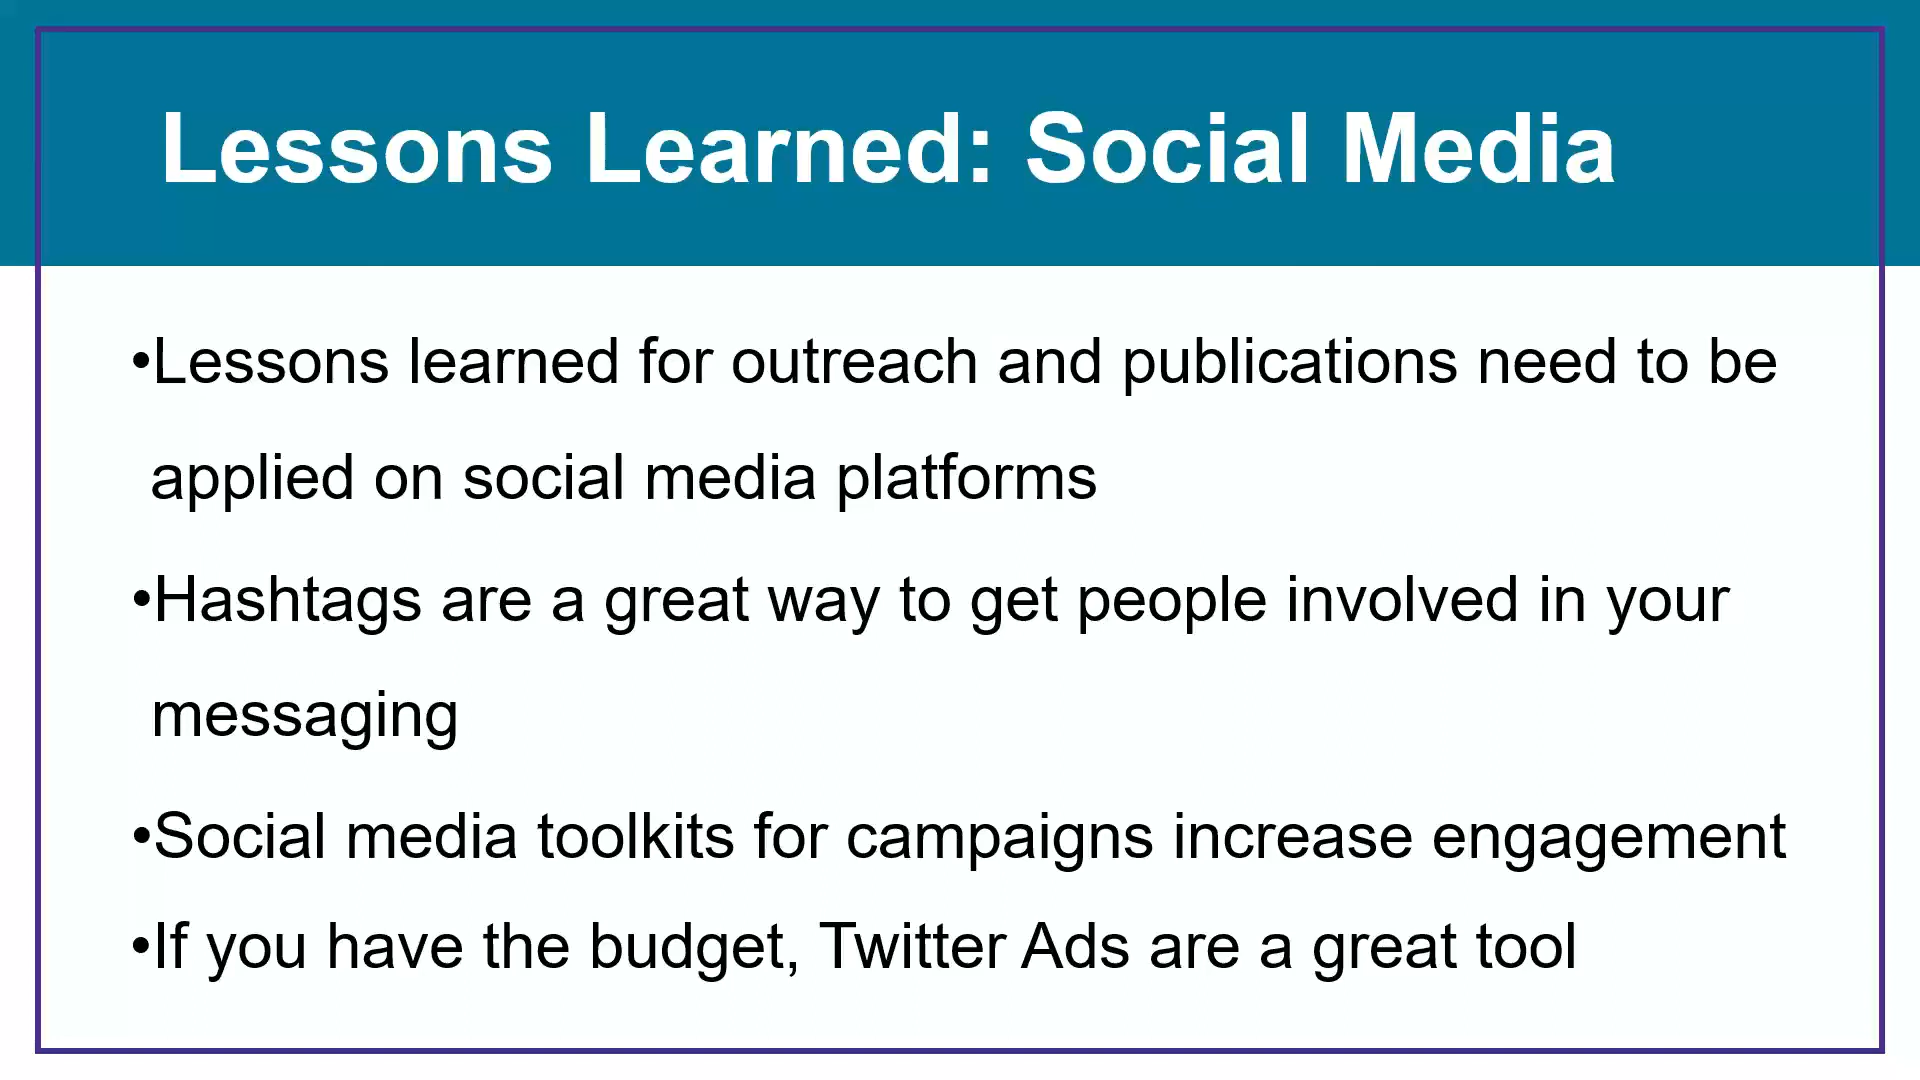 Lessons Learned: Social Media
•Lessons learned for outreach and publications need to be
applied on social media platforms
•Hashtags are a great way to get people involved in your
messaging
•Social media toolkits for campaigns increase engagement
•If you have the budget, Twitter Ads are a great tool